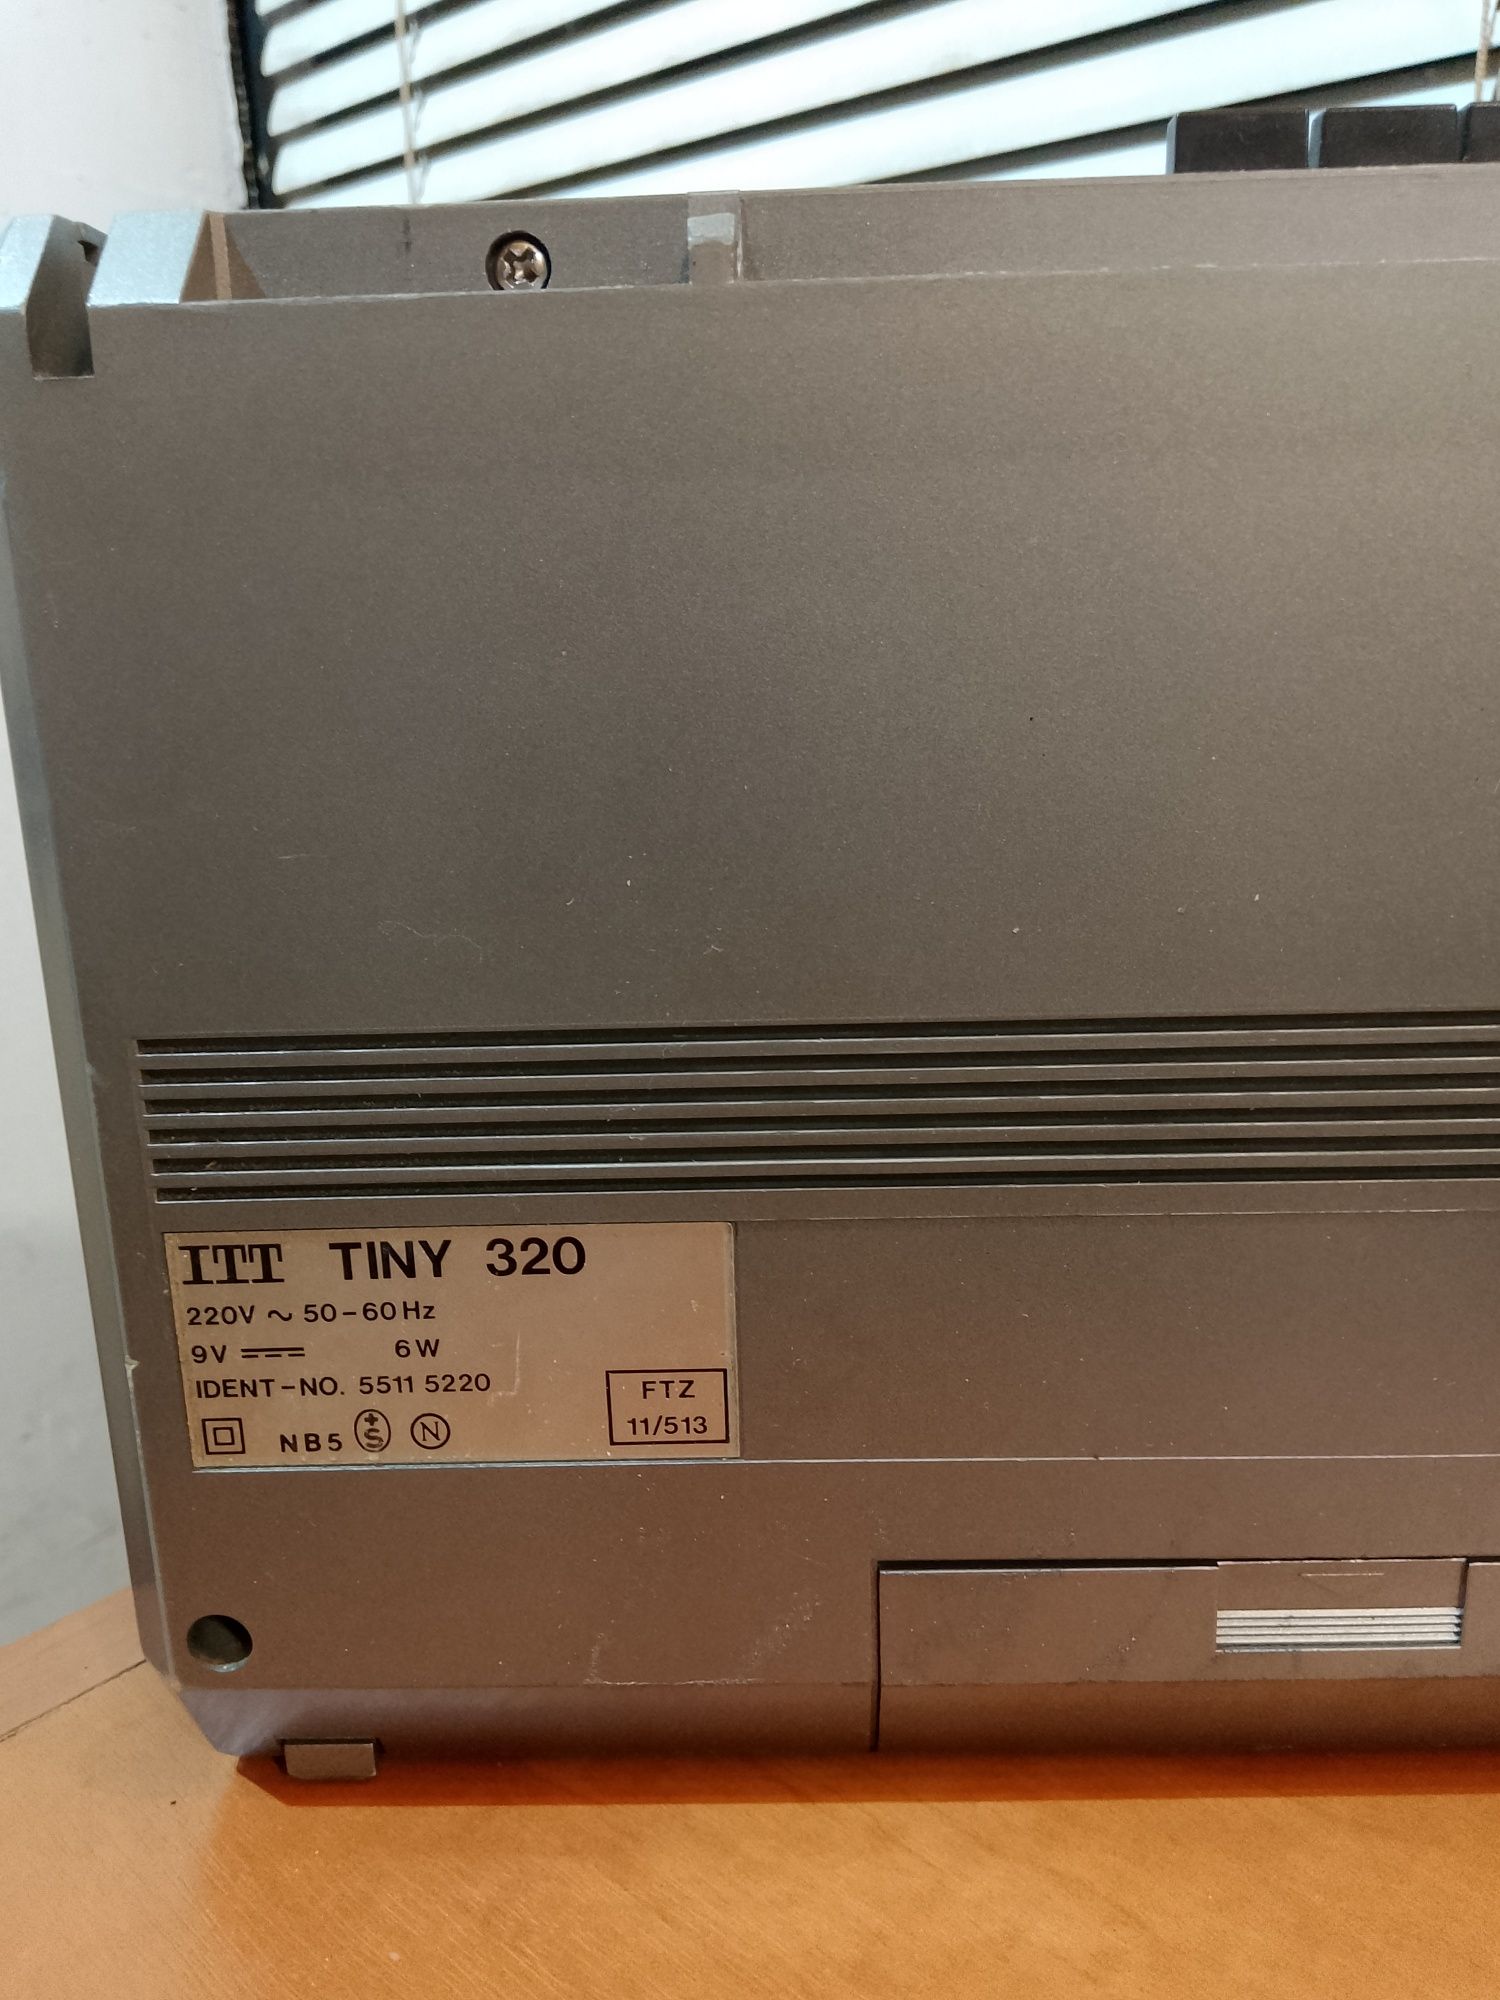 ITT TINY 320
220V ~ 50-60Hz
9V 6W
IDENT-NO. 5511 5220
NB5 +S N
FTZ
11/513